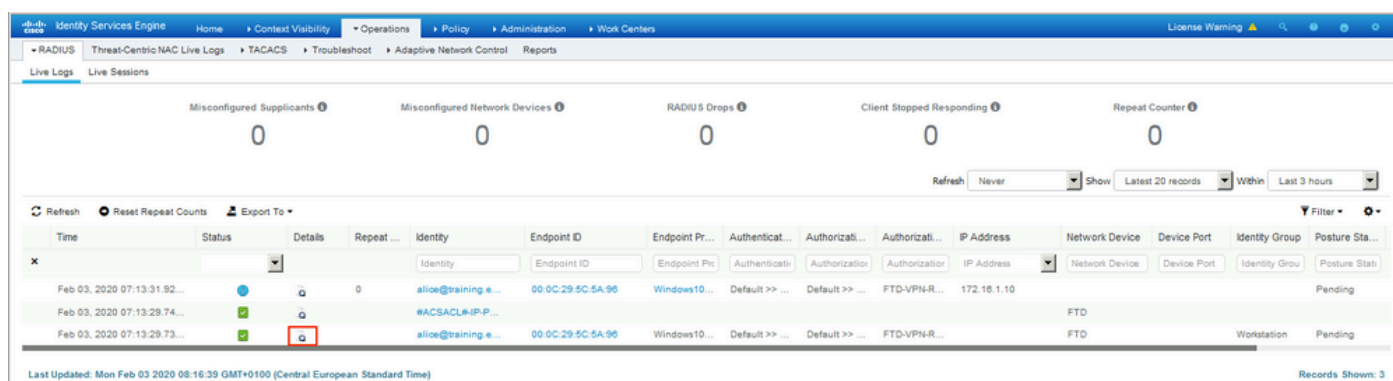 cisco Identity Services Engine Home Context Visibility Operations Policy Administration Work Centers License Warning
RADIUS Threat-Centric NAC Live Logs TACACS Troubleshoot Adaptive Network Control Reports
Live Logs Live Sessions
Misconfigured Supplicants Misconfigured Network Devices RADIUS Drops Client Stopped Responding Repeat Counter
0 0 0 0 0
Refresh Never Show Latest 20 records Within Last 3 hours
Refresh Reset Repeat Counts Export To Filter
Time Status Details Repeat ... Identity Endpoint ID Endpoint Pr... Authenticat... Authorizati... Authorizati... IP Address Network Device Device Port Identity Group Posture Sta...
Identity Endpoint ID Endpoint Pro Authenticatio Authorization Authorization IP Address Network Device Device Port Identity Grou Posture Statu
Feb 03, 2020 07:13:31.92... 0 alice@training.e... 00:0C:29:5C:5A:96 Windows10... Default >> ... Default >> ... FTD-VPN-R... 172.16.1.10 Pending
Feb 03, 2020 07:13:29.74... #ACSACL#-IP-P... FTD
Feb 03, 2020 07:13:29.73... alice@training.e... 00:0C:29:5C:5A:96 Windows10... Default >> ... Default >> ... FTD-VPN-R... FTD Workstation Pending
Last Updated: Mon Feb 03 2020 08:16:39 GMT+0100 (Central European Standard Time) Records Shown: 3